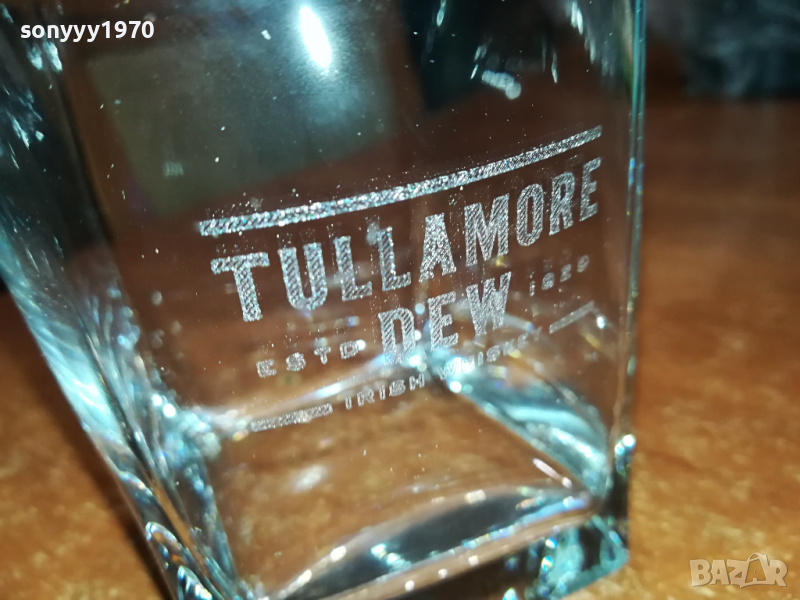 sonyyy1970
TULLAMORE
ESTD DEW 1829
IRISH WHISKEY
BAZAR